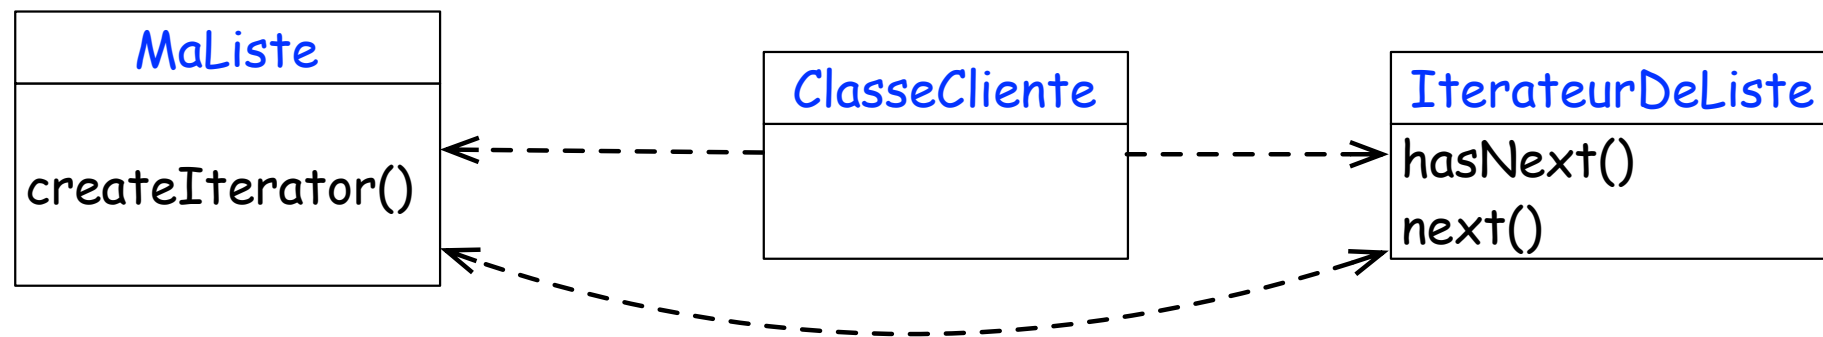 MaListe
createIterator()
ClasseCliente
IterateurDeListe
hasNext()
next()